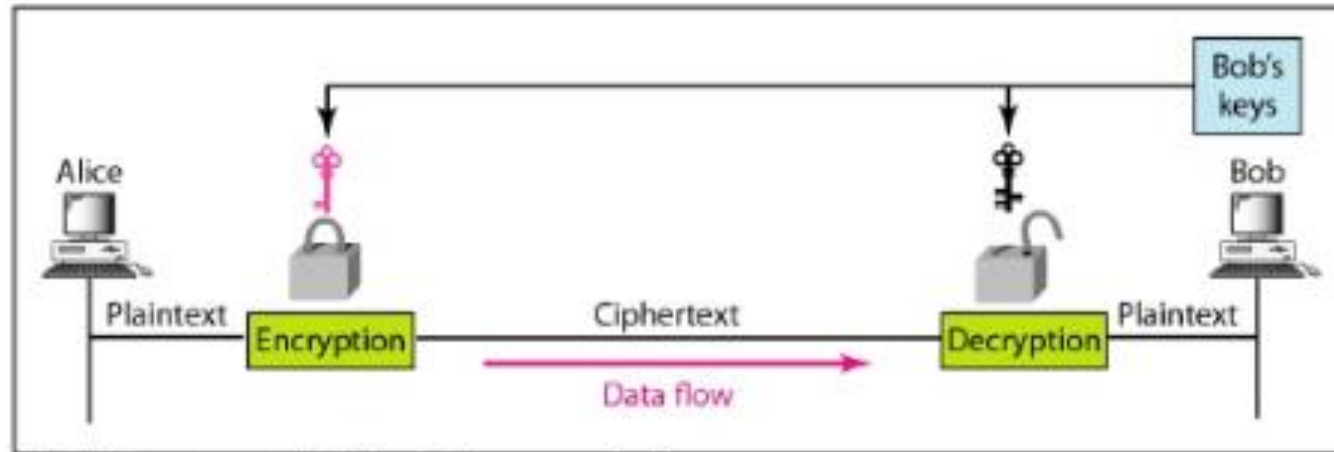 Bob's
keys
Alice
Bob
Plaintext
Encryption
Ciphertext
Decryption
Plaintext
Data flow